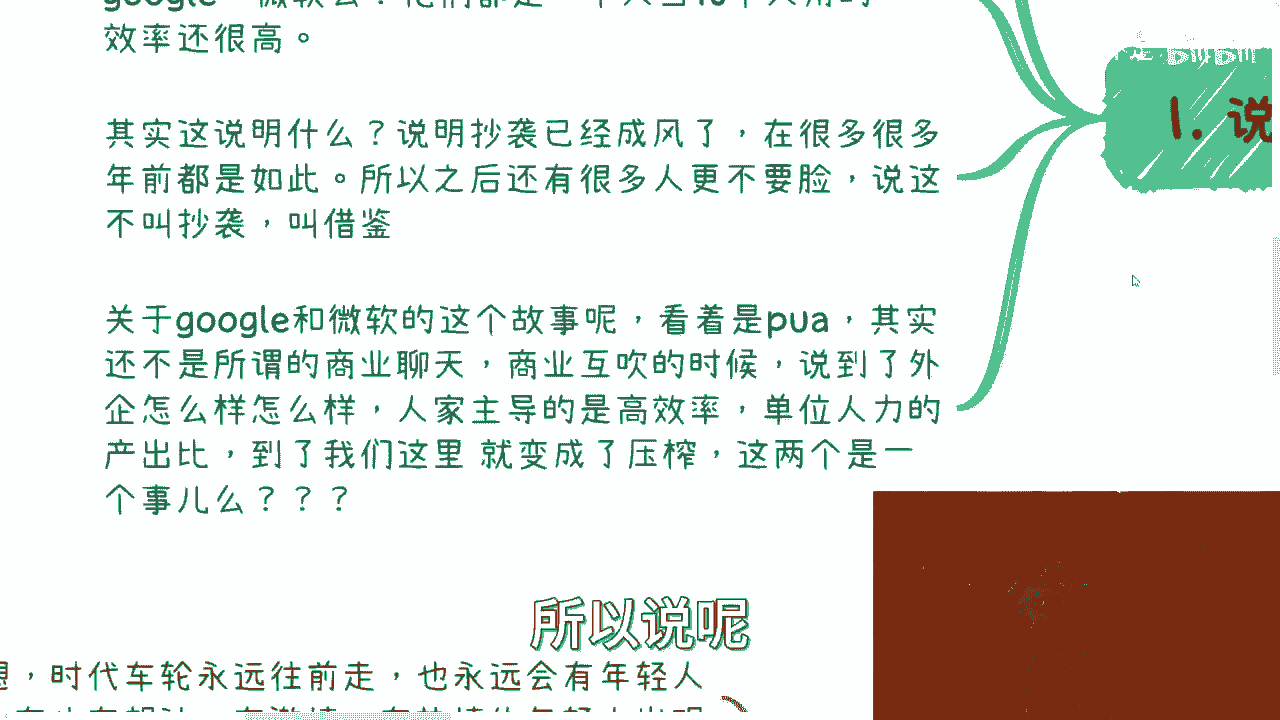 效率还很高。
其实这说明什么？说明抄袭已经成风了，在很多很多
年前都是如此。所以之后还有很多人更不要脸，说这
不叫抄袭，叫借鉴
关于google和微软的这个故事呢，看着是pua，其实
还不是所谓的商业聊天，商业互吹的时候，说到了外
企怎么样怎么样，人家主导的是高效率，单位人力的
产出比，到了我们这里 就变成了压榨，这两个是一
个事儿么？？？
1. 说
bilibili
所以说呢
，时代车轮永远往前走，也永远会有年轻人